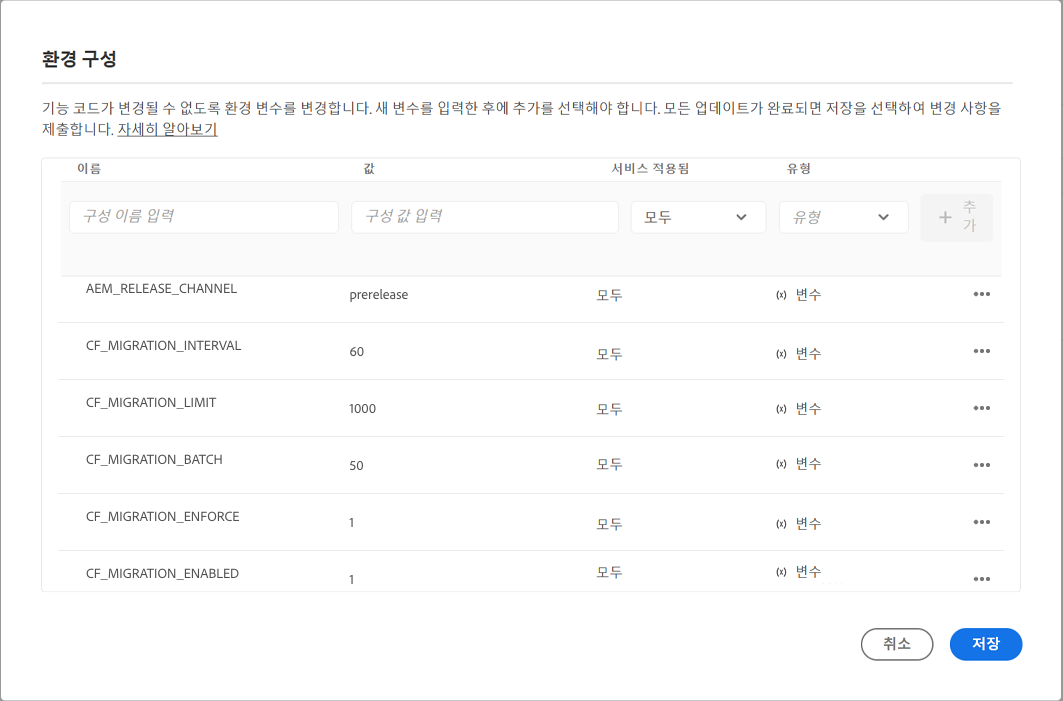 환경 구성
기능 코드가 변경될 수 없도록 환경 변수를 변경합니다. 새 변수를 입력한 후에 추가를 선택해야 합니다. 모든 업데이트가 완료되면 저장을 선택하여 변경 사항을
제출합니다. 자세히 알아보기
이름 값 서비스 적용됨 유형
구성 이름 입력 구성 값 입력 모두 유형 + 추
가
AEM_RELEASE_CHANNEL prerelease 모두 (x) 변수
CF_MIGRATION_INTERVAL 60 모두 (x) 변수
CF_MIGRATION_LIMIT 1000 모두 (x) 변수
CF_MIGRATION_BATCH 50 모두 (x) 변수
CF_MIGRATION_ENFORCE 1 모두 (x) 변수
CF_MIGRATION_ENABLED 1 모두 (x) 변수
취소 저장